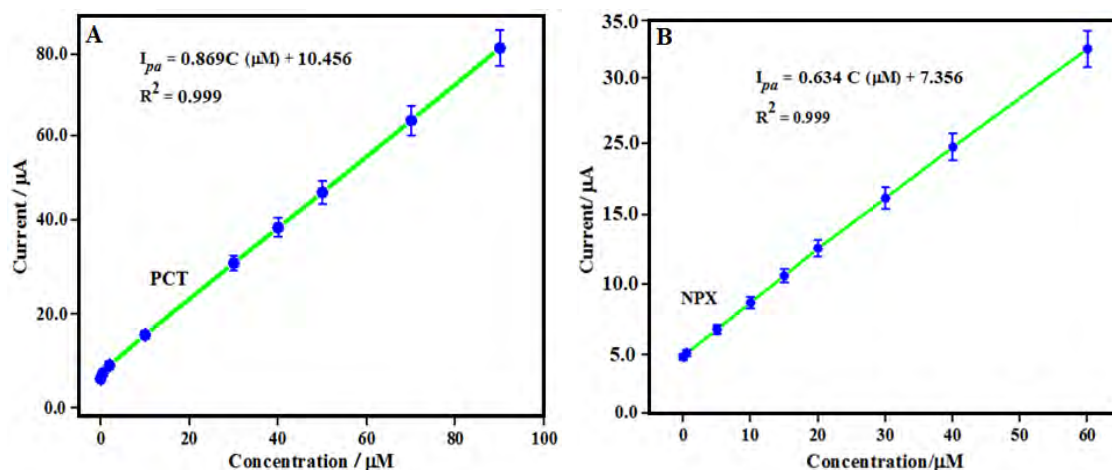 A
I_pa = 0.869C (μM) + 10.456
R² = 0.999
PCT
Current / μA
80.0
60.0
40.0
20.0
0.0
0 20 40 60 80 100
Concentration / μM
B
I_pa = 0.634 C (μM) + 7.356
R² = 0.999
NPX
Current/ μA
35.0
30.0
25.0
15.0
10.0
5.0
0.0
0 10 20 30 40 50 60
Concentration/μM